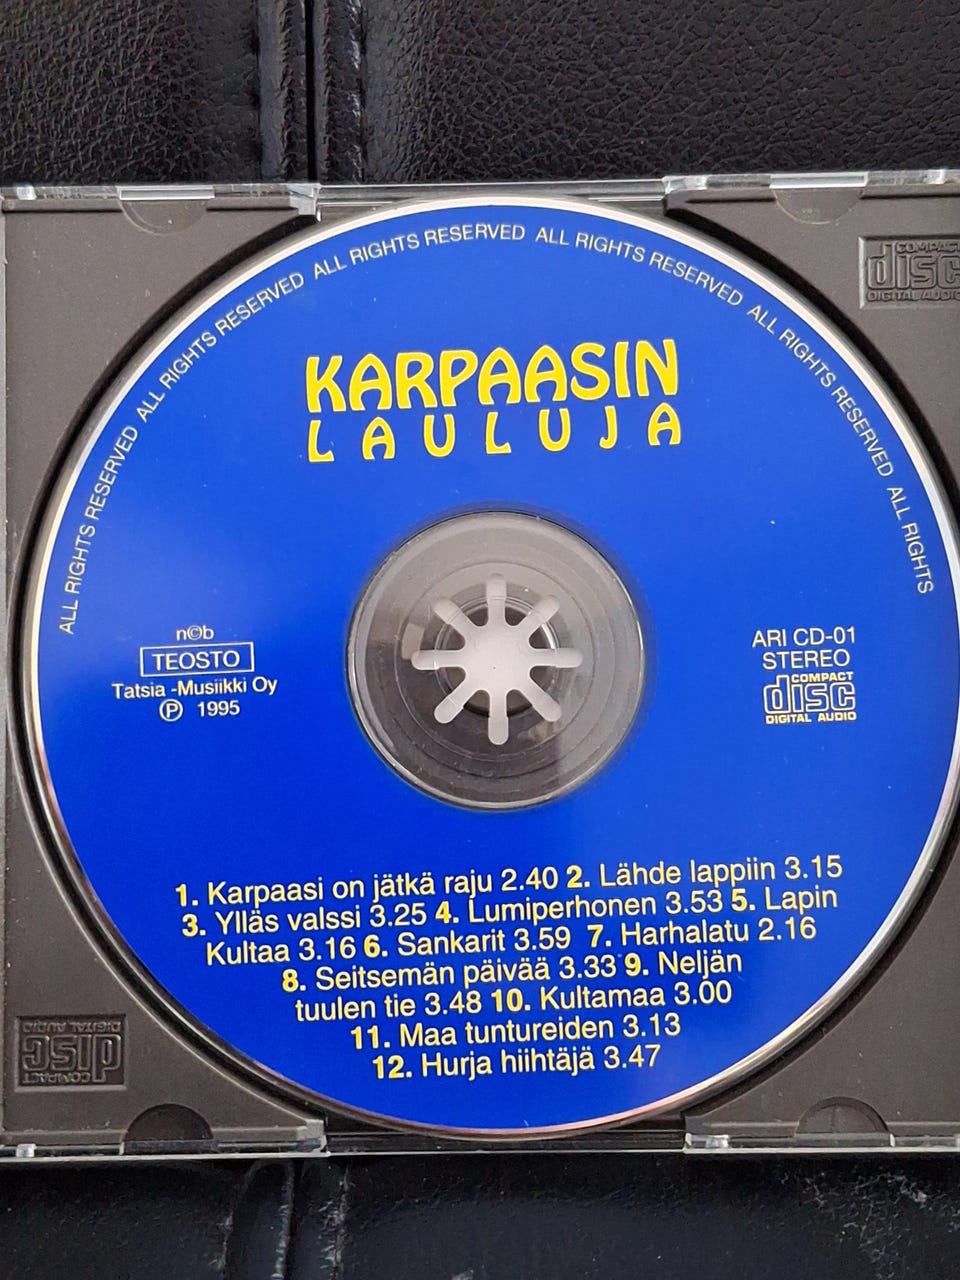 ALL RIGHTS RESERVED ALL RIGHTS RESERVED ALL RIGHTS RESERVED ALL RIGHTS RESERVED ALL RIGHTS RESERVED ALL RIGHTS
COMPACT
disc
DIGITAL AUDIO
KARPAASIN
LAULUJA
n©b
TEOSTO
Tatsia -Musiikki Oy
Ⓟ 1995
ARI CD-01
STEREO
COMPACT
disc
DIGITAL AUDIO
1. Karpaasi on jätkä raju 2.40 2. Lähde lappiin 3.15
3. Ylläs valssi 3.25 4. Lumiperhonen 3.53 5. Lapin
Kultaa 3.16 6. Sankarit 3.59 7. Harhalatu 2.16
8. Seitsemän päivää 3.33 9. Neljän
tuulen tie 3.48 10. Kultamaa 3.00
11. Maa tuntureiden 3.13
12. Hurja hiihtäjä 3.47
COMPACT
disc
DIGITAL AUDIO